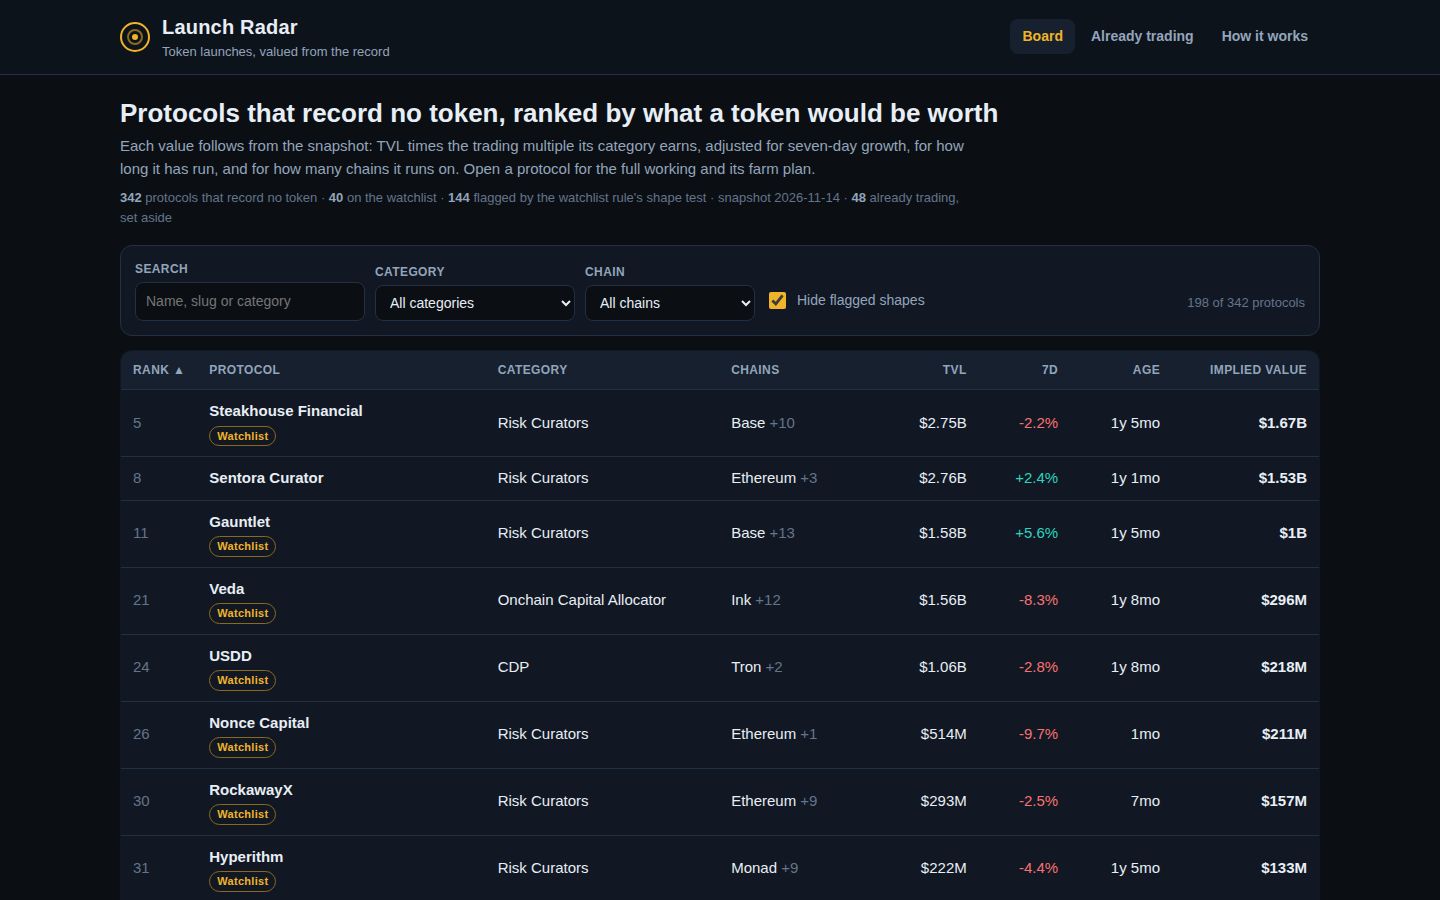 Launch Radar
Token launches, valued from the record
Board Already trading How it works
Protocols that record no token, ranked by what a token would be worth
Each value follows from the snapshot: TVL times the trading multiple its category earns, adjusted for seven-day growth, for how
long it has run, and for how many chains it runs on. Open a protocol for the full working and its farm plan.
342 protocols that record no token · 40 on the watchlist · 144 flagged by the watchlist rule's shape test · snapshot 2026-11-14 · 48 already trading,
set aside
SEARCH CATEGORY CHAIN
Name, slug or category All categories All chains Hide flagged shapes 198 of 342 protocols
RANK ▲ PROTOCOL CATEGORY CHAINS TVL 7D AGE IMPLIED VALUE
5 Steakhouse Financial Risk Curators Base +10 $2.75B -2.2% 1y 5mo $1.67B
Watchlist
8 Sentora Curator Risk Curators Ethereum +3 $2.76B +2.4% 1y 1mo $1.53B
11 Gauntlet Risk Curators Base +13 $1.58B +5.6% 1y 5mo $1B
Watchlist
21 Veda Onchain Capital Allocator Ink +12 $1.56B -8.3% 1y 8mo $296M
Watchlist
24 USDD CDP Tron +2 $1.06B -2.8% 1y 8mo $218M
Watchlist
26 Nonce Capital Risk Curators Ethereum +1 $514M -9.7% 1mo $211M
Watchlist
30 RockawayX Risk Curators Ethereum +9 $293M -2.5% 7mo $157M
Watchlist
31 Hyperithm Risk Curators Monad +9 $222M -4.4% 1y 5mo $133M
Watchlist